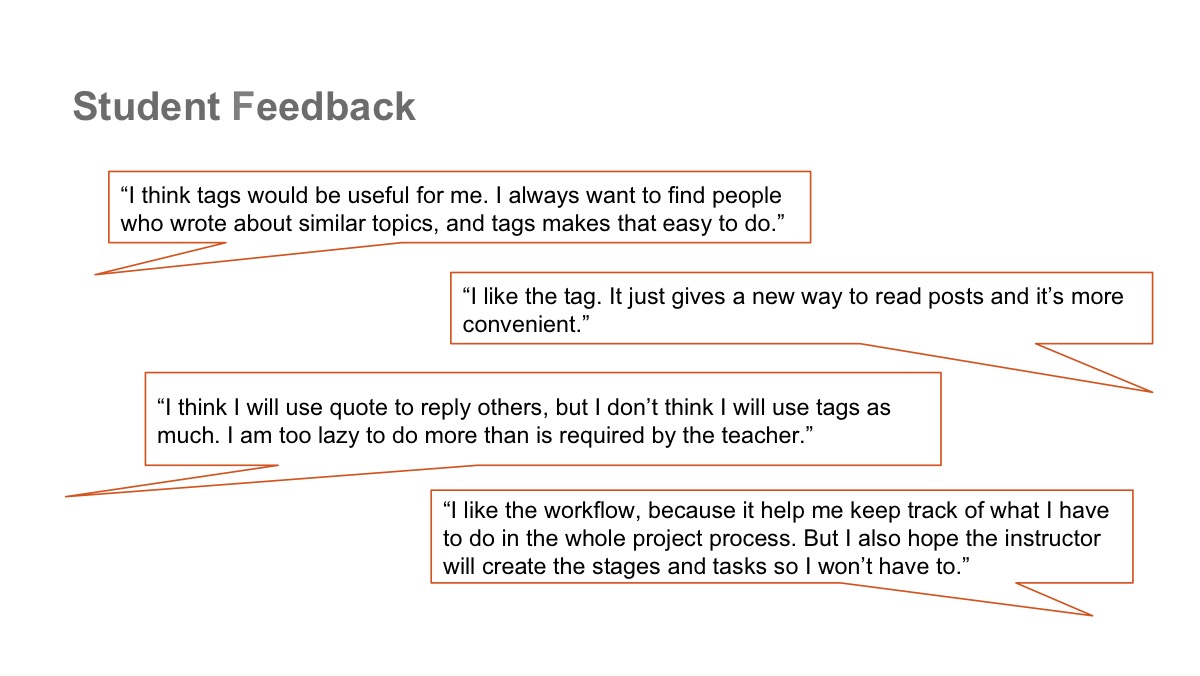 Student Feedback
“I think tags would be useful for me. I always want to find people
who wrote about similar topics, and tags makes that easy to do.”
“I like the tag. It just gives a new way to read posts and it’s more
convenient.”
“I think I will use quote to reply others, but I don’t think I will use tags as
much. I am too lazy to do more than is required by the teacher.”
“I like the workflow, because it help me keep track of what I have
to do in the whole project process. But I also hope the instructor
will create the stages and tasks so I won’t have to.”